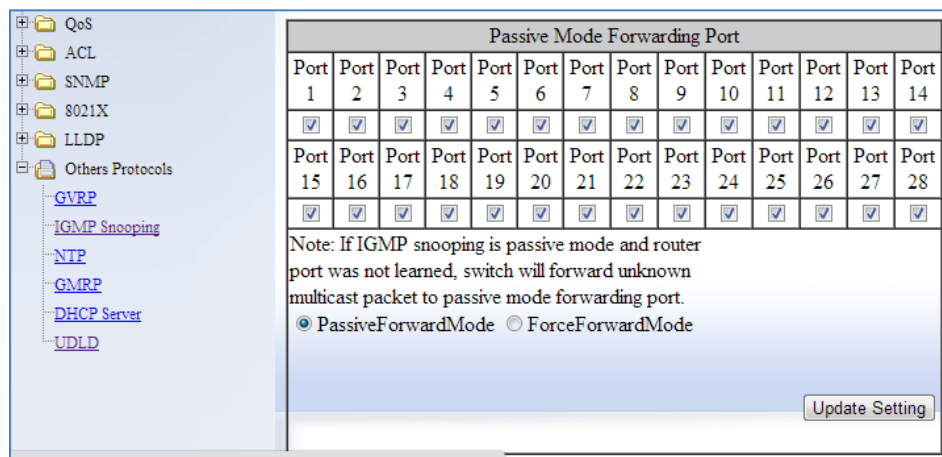 QoS
ACL
SNMP
8021X
LLDP
Others Protocols
GVRP
IGMP Snooping
NTP
GMRP
DHCP Server
UDLD
Passive Mode Forwarding Port
Port Port Port Port Port Port Port Port Port Port Port Port Port Port
1 2 3 4 5 6 7 8 9 10 11 12 13 14
Port Port Port Port Port Port Port Port Port Port Port Port Port Port
15 16 17 18 19 20 21 22 23 24 25 26 27 28
Note: If IGMP snooping is passive mode and router
port was not learned, switch will forward unknown
multicast packet to passive mode forwarding port.
PassiveForwardMode ForceForwardMode
Update Setting